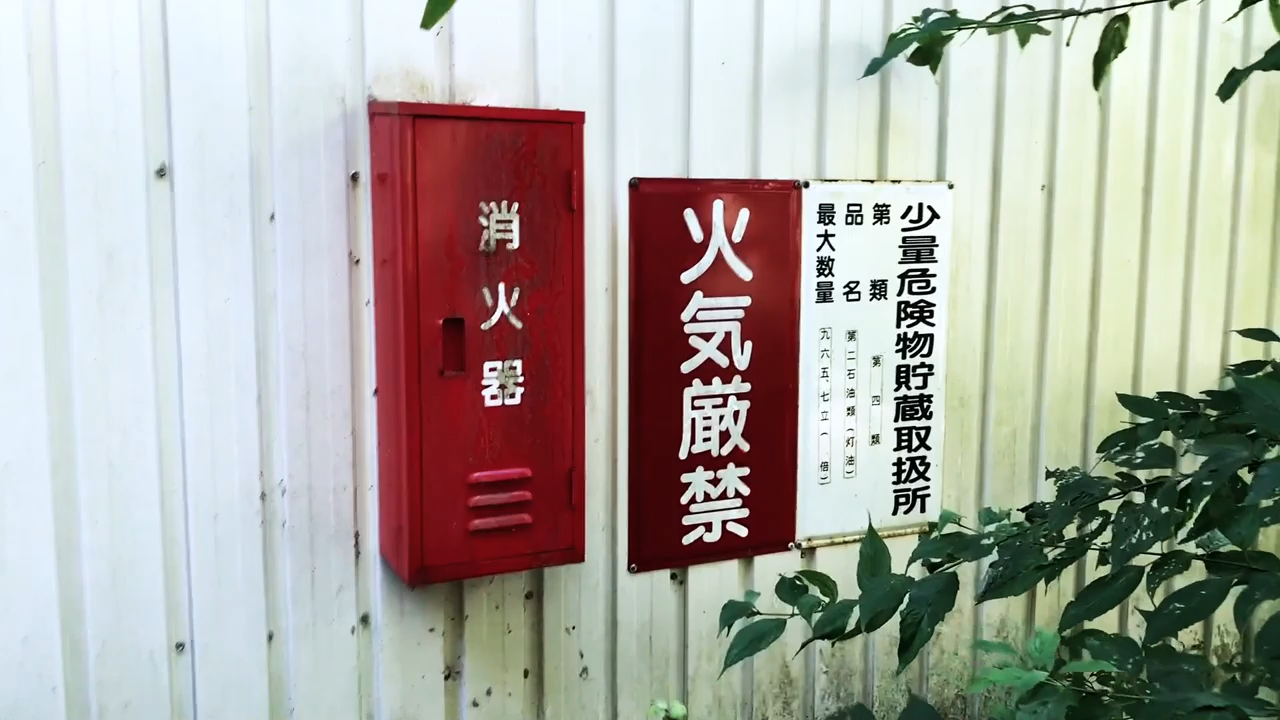 消火器
火気厳禁
少量危険物貯蔵取扱所
第類 第四類
品名 第二石油類(灯油)
最大数量 九六五、七立( 倍)